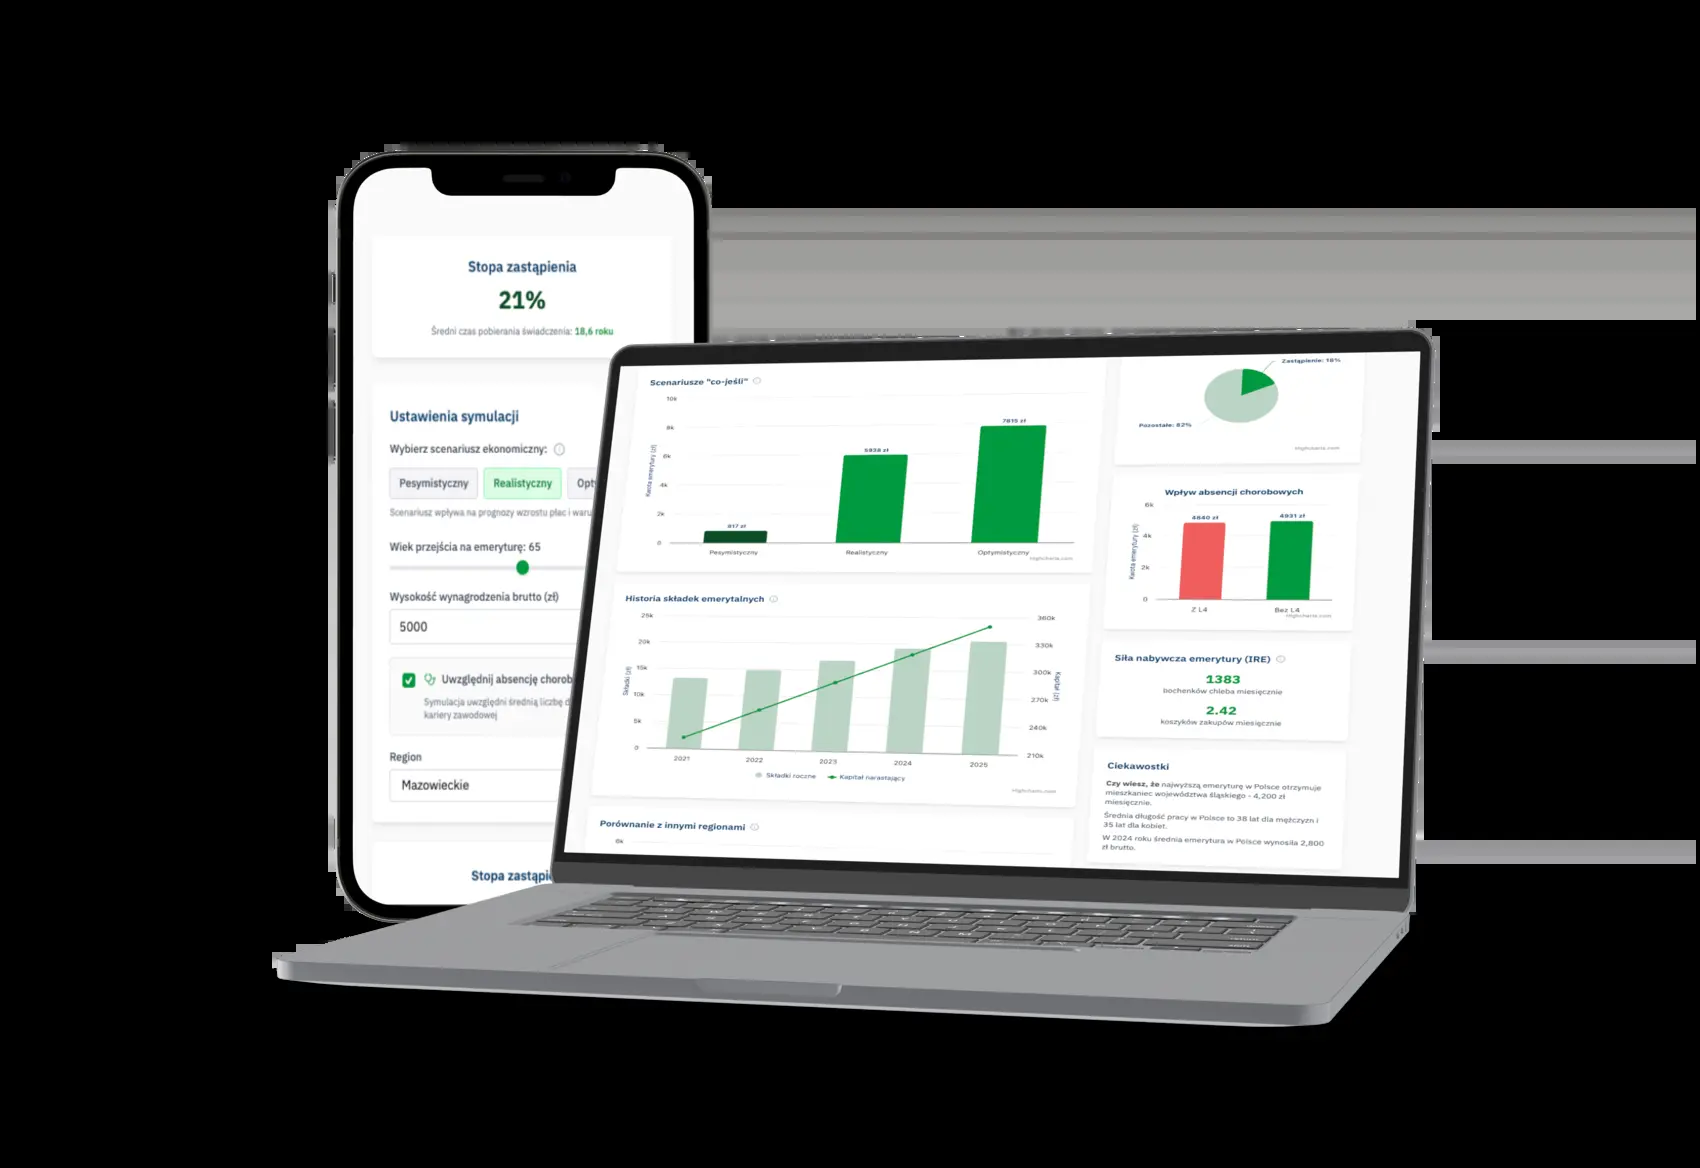 Stopa zastąpienia
21%
Średni czas pobierania świadczenia: 18,6 roku
Ustawienia symulacji
Wybierz scenariusz ekonomiczny:
Pesymistyczny
Realistyczny
Opty
Scenariusz wpływa na prognozy wzrostu płac i waru
Wiek przejścia na emeryturę: 65
Wysokość wynagrodzenia brutto (zł)
5000
Uwzględnij absencję chorob
Symulacja uwzględni średnią liczbę d
kariery zawodowej
Region
Mazowieckie
Stopa zastąpie
Scenariusze "co-jeśli"
Kwota emerytury (zł)
10k
8k
6k
4k
2k
0
817 zł
5938 zł
7815 zł
Pesymistyczny
Realistyczny
Optymistyczny
Highcharts.com
Historia składek emerytalnych
Składki (zł)
25k
20k
15k
10k
5k
0
360k
330k
300k
270k
240k
210k
Kapitał (zł)
2021
2022
2023
2024
2025
Składki roczne
Kapitał narastający
Highcharts.com
Porównanie z innymi regionami
6k
Zastąpienie: 18%
Pozostałe: 82%
Highcharts.com
Wpływ absencji chorobowych
Kwota emerytury (zł)
6k
4k
2k
0
4840 zł
4931 zł
Z L4
Bez L4
Highcharts.com
Siła nabywcza emerytury (IRE)
1383
bochenków chleba miesięcznie
2.42
koszyków zakupów miesięcznie
Ciekawostki
Czy wiesz, że najwyższą emeryturę w Polsce otrzymuje
mieszkaniec województwa śląskiego - 4,200 zł
miesięcznie.
Średnia długość pracy w Polsce to 38 lat dla mężczyzn i
35 lat dla kobiet.
W 2024 roku średnia emerytura w Polsce wynosiła 2,800
zł brutto.